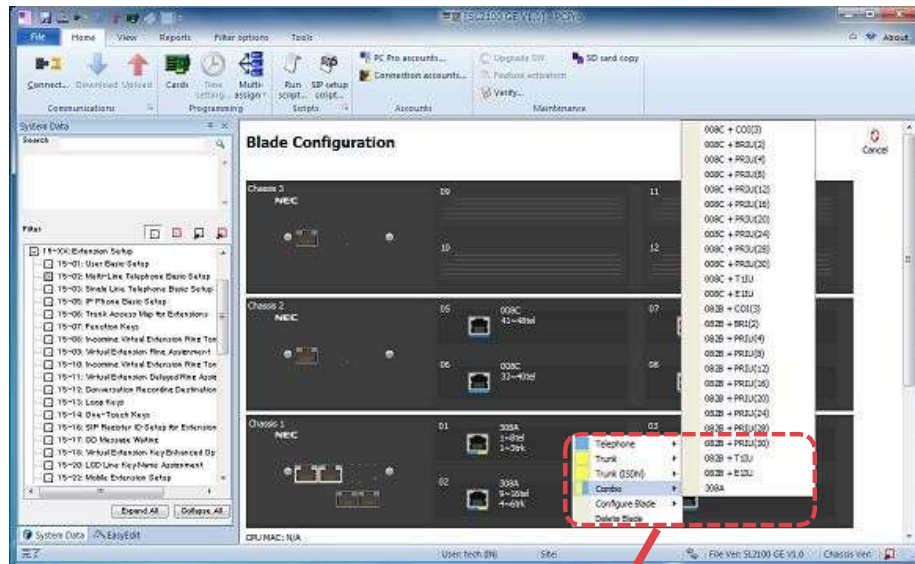 [SL2100 GE V1.0] - PCPro
File Home View Reports Filter options Tools About
Connect... Download Upload
Communications
Cards Time setting... Multi-assign
Programming
Run script... SIP setup script...
Scripts
PC Pro accounts...
Connection accounts...
Accounts
Upgrade SW
Feature activation
Verify...
SD card copy
Maintenance
System Data
Search
Filter
15-XX: Extension Setup
15-01: User Basic Setup
15-02: Multi-Line Telephone Basic Setup
15-03: Single Line Telephone Basic Setup
15-05: IP Phone Basic Setup
15-06: Trunk Access Map for Extensions
15-07: Function Keys
15-08: Incoming Virtual Extension Ring Ton
15-09: Virtual Extension Ring Assignment
15-10: Incoming Virtual Extension Ring Ton
15-11: Virtual Extension Delayed Ring Assi
15-12: Conversation Recording Destination
15-13: Loop Keys
15-14: One-Touch Keys
15-16: SIP Register ID Setup for Extension
15-17: CO Message Waiting
15-18: Virtual Extension Key Enhanced Op
15-20: LCD Line Key Name Assignment
15-22: Mobile Extension Setup
Expand All Collapse All
System Data EasyEdit
Blade Configuration
Cancel
Chassis 3
NEC
09
11
10
12
Chassis 2
NEC
05
008C
41~48tel
07
06
008C
33~40tel
08
Chassis 1
NEC
01
308A
1~8tel
1~3trk
03
02
308A
9~16tel
4~6trk
CPU MAC: N/A
008C + COI(3)
008C + BRIU(2)
008C + PRIU(4)
008C + PRIU(8)
008C + PRIU(12)
008C + PRIU(16)
008C + PRIU(20)
008C + PRIU(24)
008C + PRIU(28)
008C + PRIU(30)
008C + T1IU
008C + E1IU
082B + COI(3)
082B + BRI(2)
082B + PRIU(4)
082B + PRIU(8)
082B + PRIU(12)
082B + PRIU(16)
082B + PRIU(20)
082B + PRIU(24)
082B + PRIU(28)
082B + PRIU(30)
082B + T1IU
082B + E1IU
308A
Telephone
Trunk
Trunk (ISDN)
Combo
Configure Blade
Delete Blade
完了
User: tech (IN) Site: File Ver: SL2100 GE V1.0 Chassis Ver: